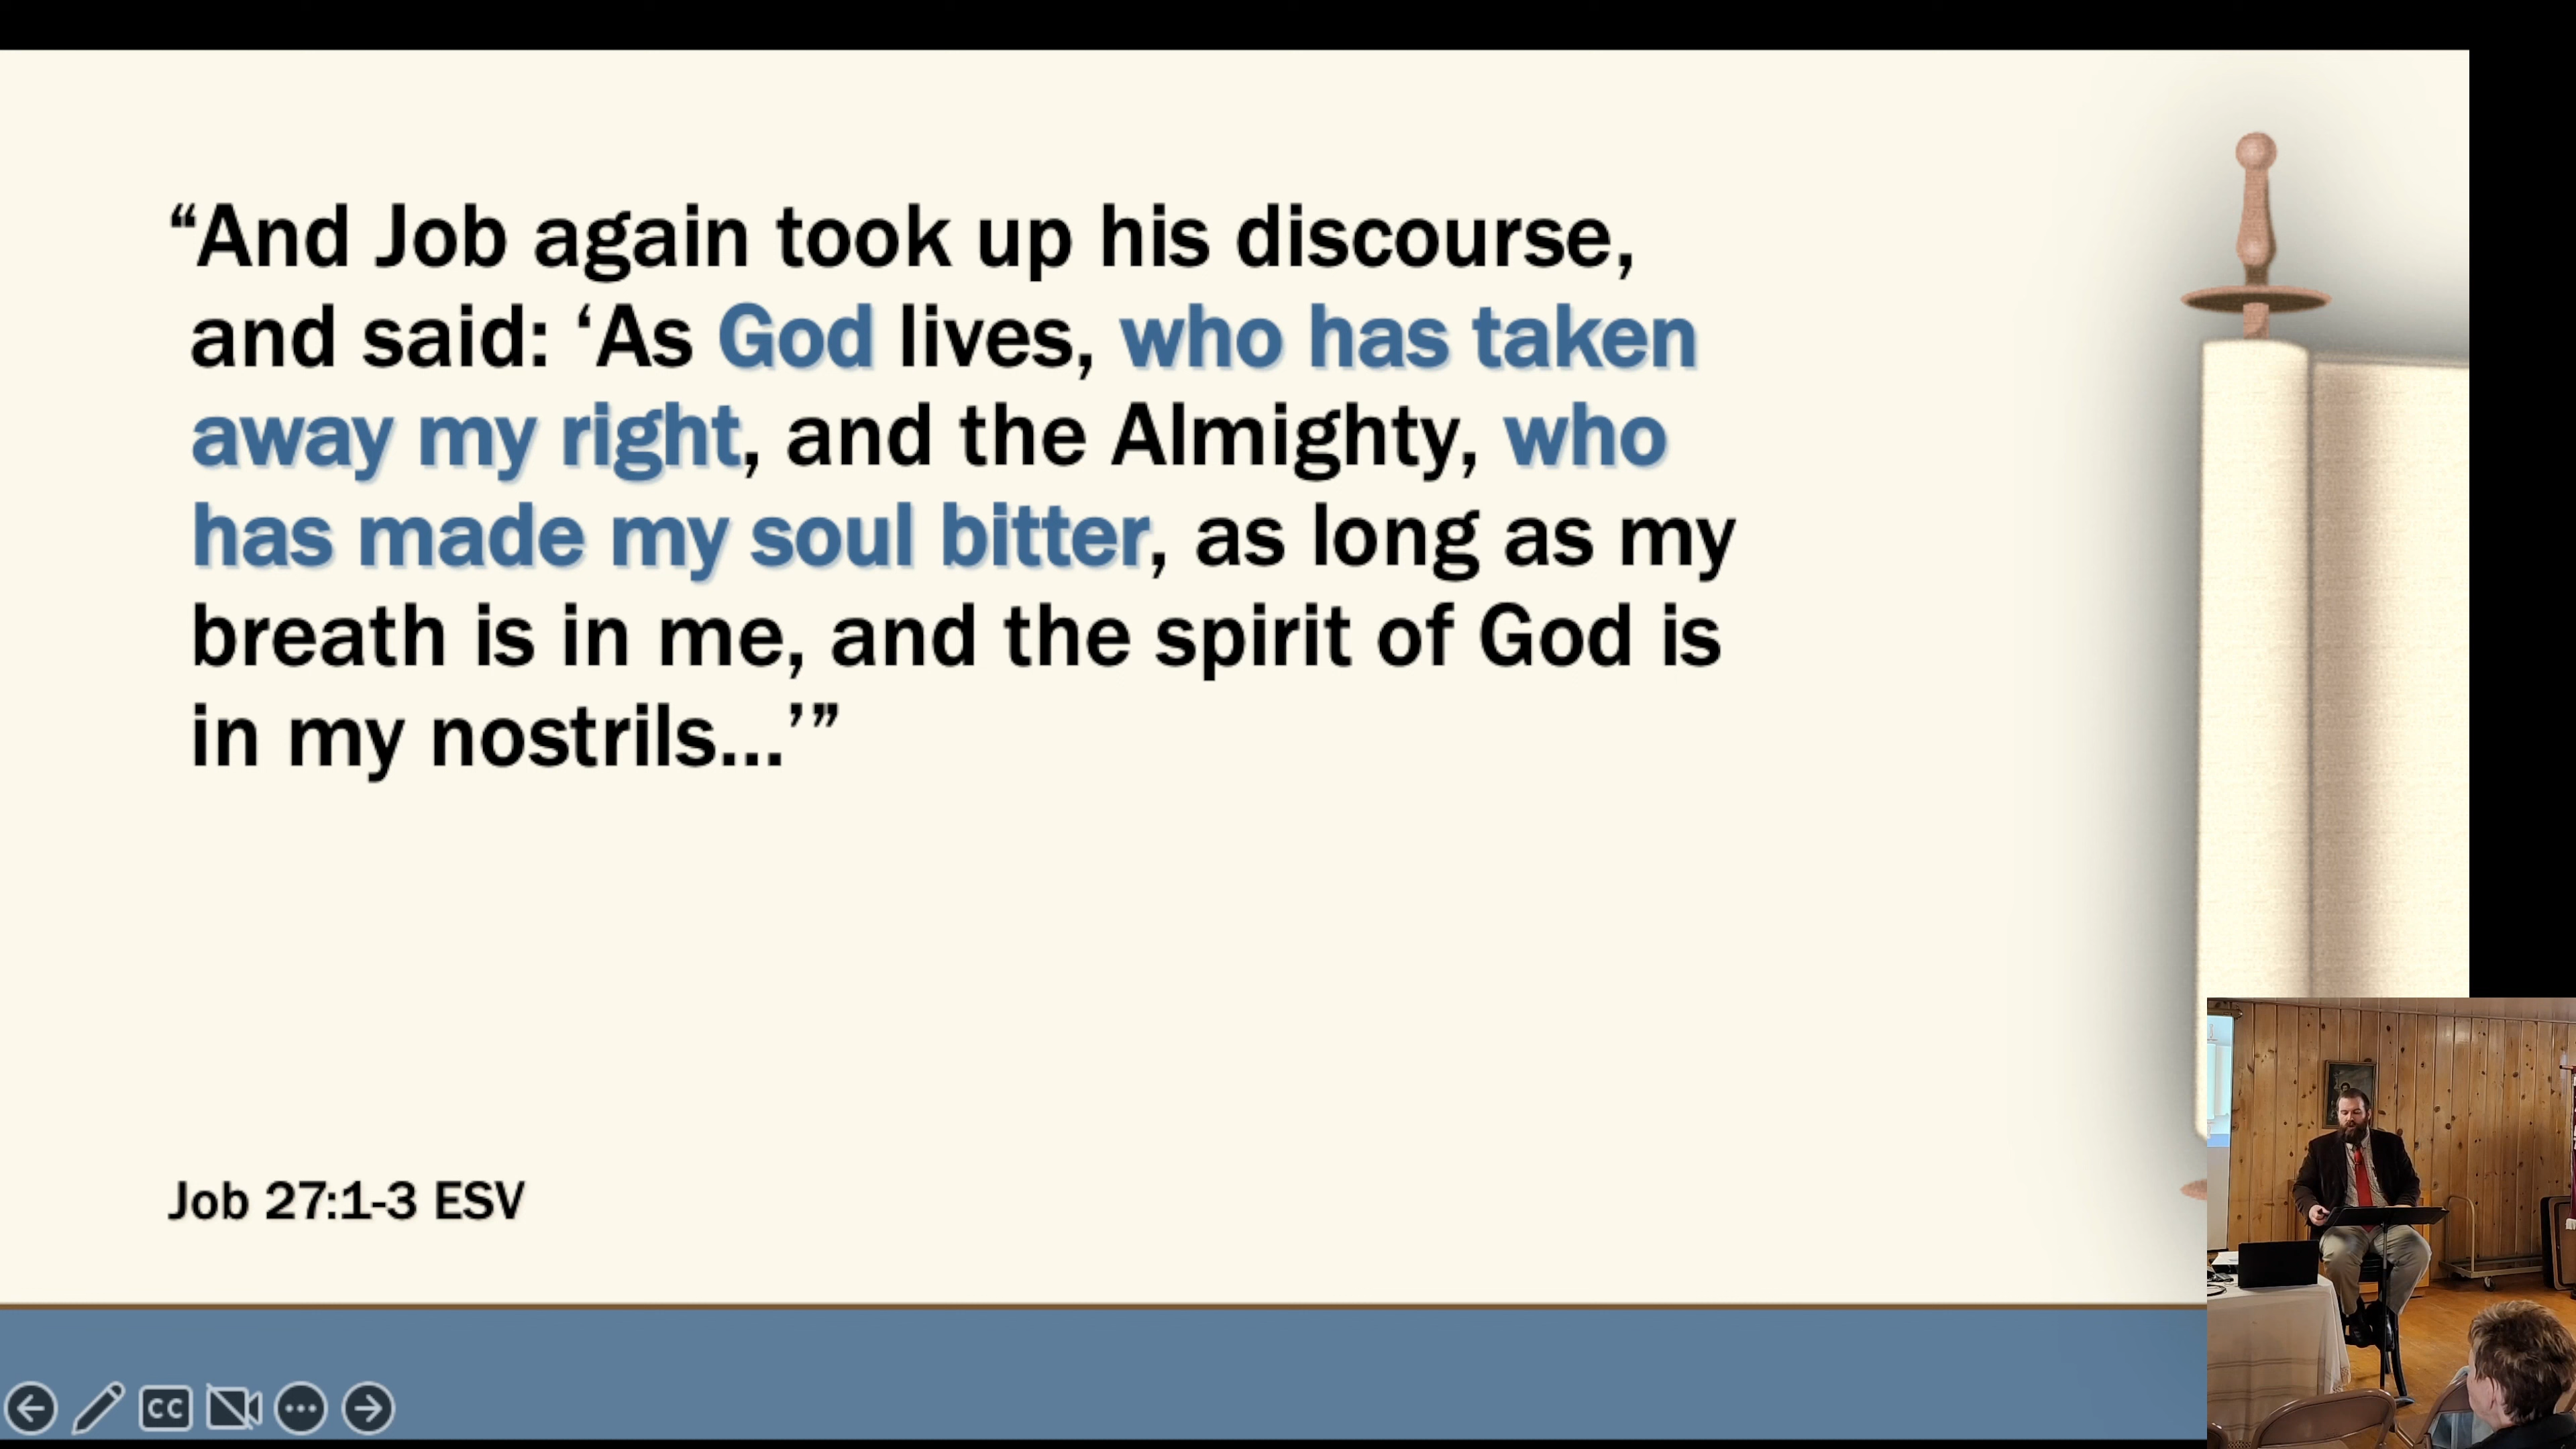 “And Job again took up his discourse,
and said: ‘As God lives, who has taken
away my right, and the Almighty, who
has made my soul bitter, as long as my
breath is in me, and the spirit of God is
in my nostrils...’”
Job 27:1-3 ESV
CC